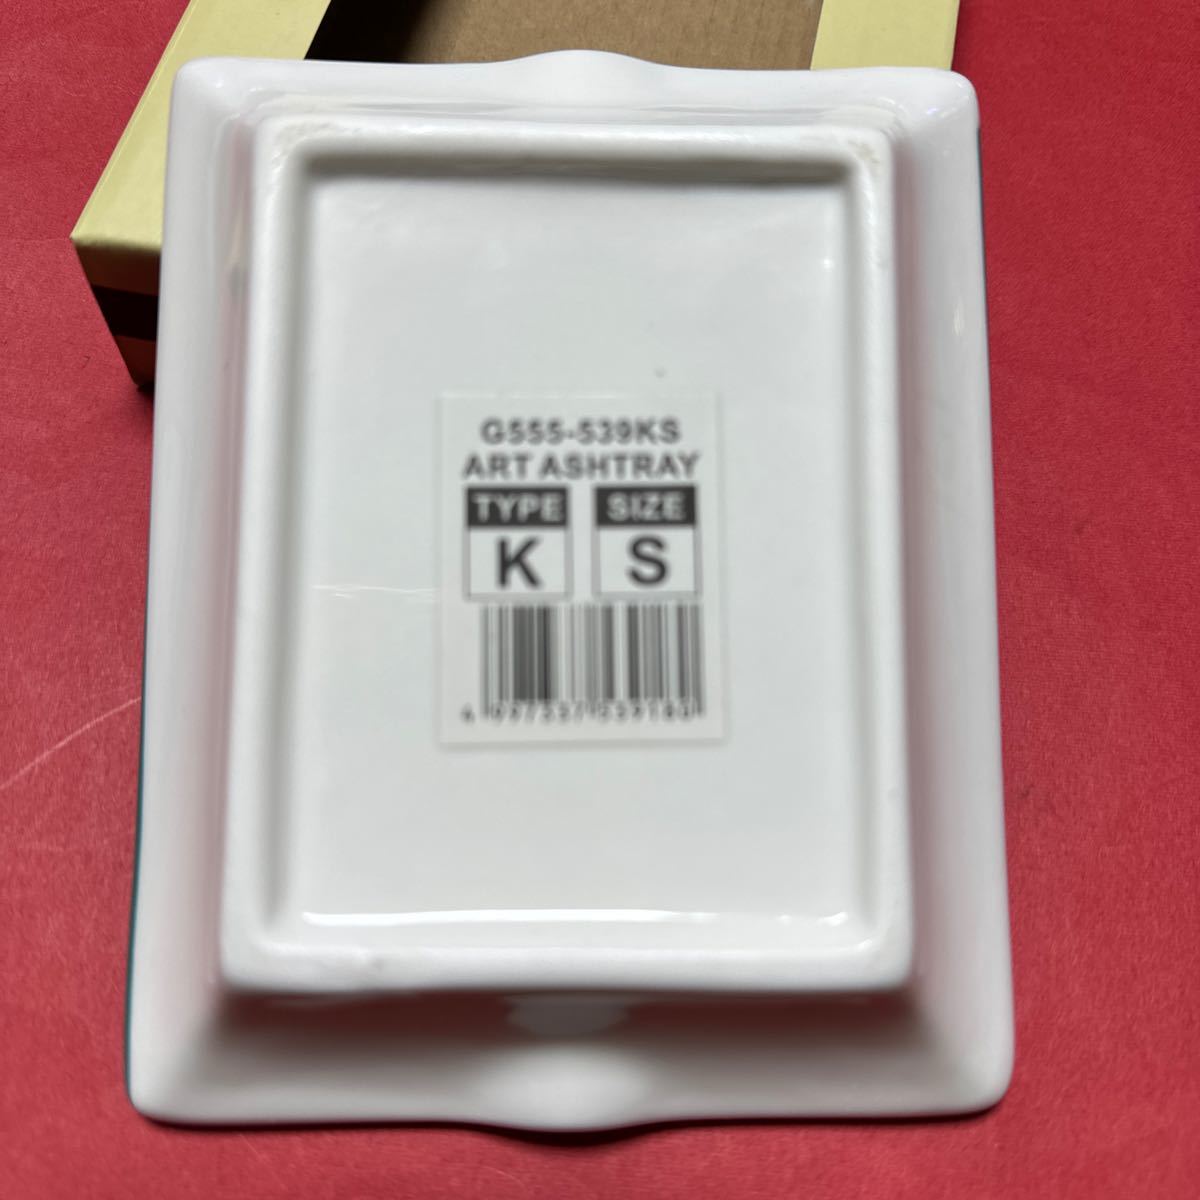 G555-539KS
ART ASHTRAY
TYPE SIZE
K S